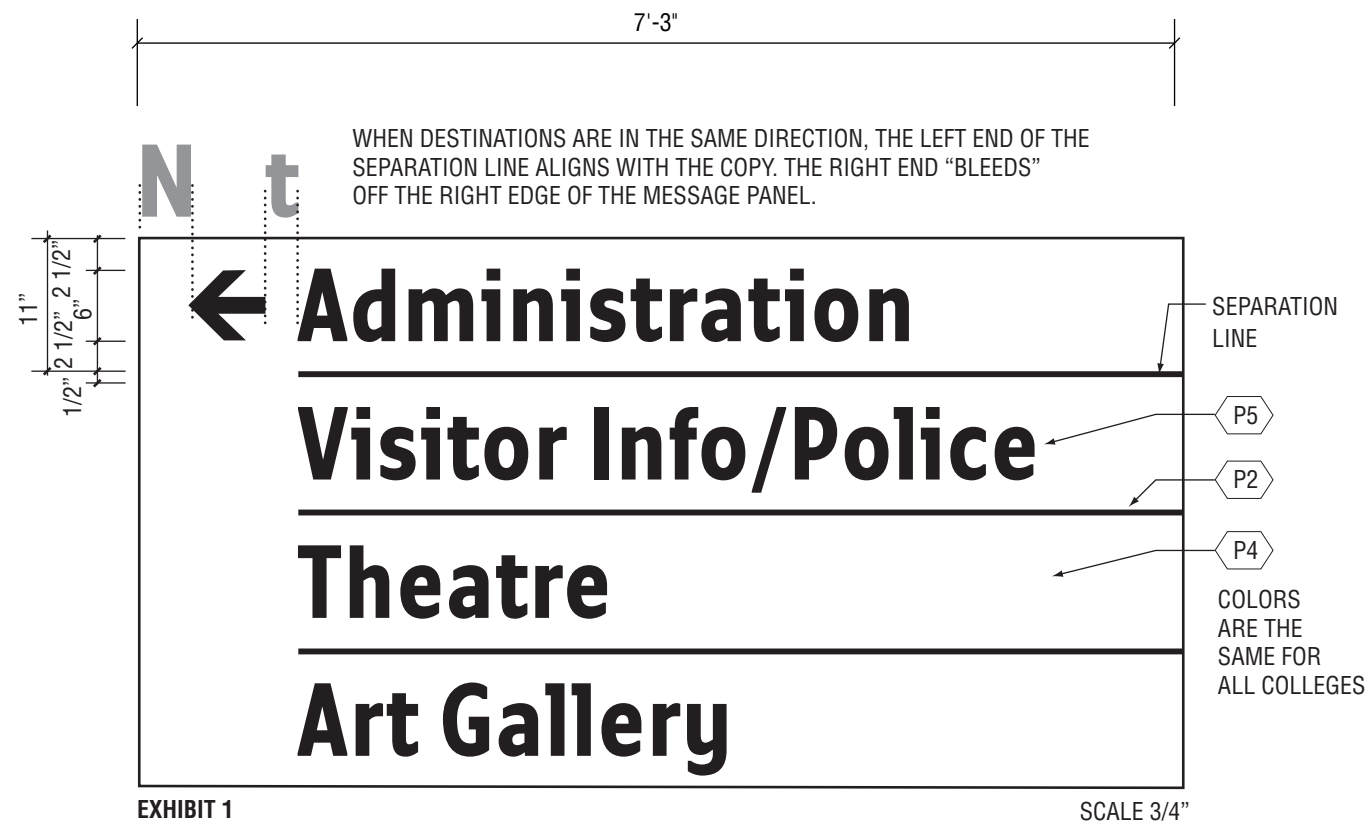 7'-3"
N t
WHEN DESTINATIONS ARE IN THE SAME DIRECTION, THE LEFT END OF THE
SEPARATION LINE ALIGNS WITH THE COPY. THE RIGHT END “BLEEDS”
OFF THE RIGHT EDGE OF THE MESSAGE PANEL.
11”
2 1/2”
6”
2 1/2”
1/2”
Administration
SEPARATION
LINE
Visitor Info/Police
P5
P2
Theatre
P4
COLORS
ARE THE
SAME FOR
ALL COLLEGES
Art Gallery
EXHIBIT 1
SCALE 3/4”